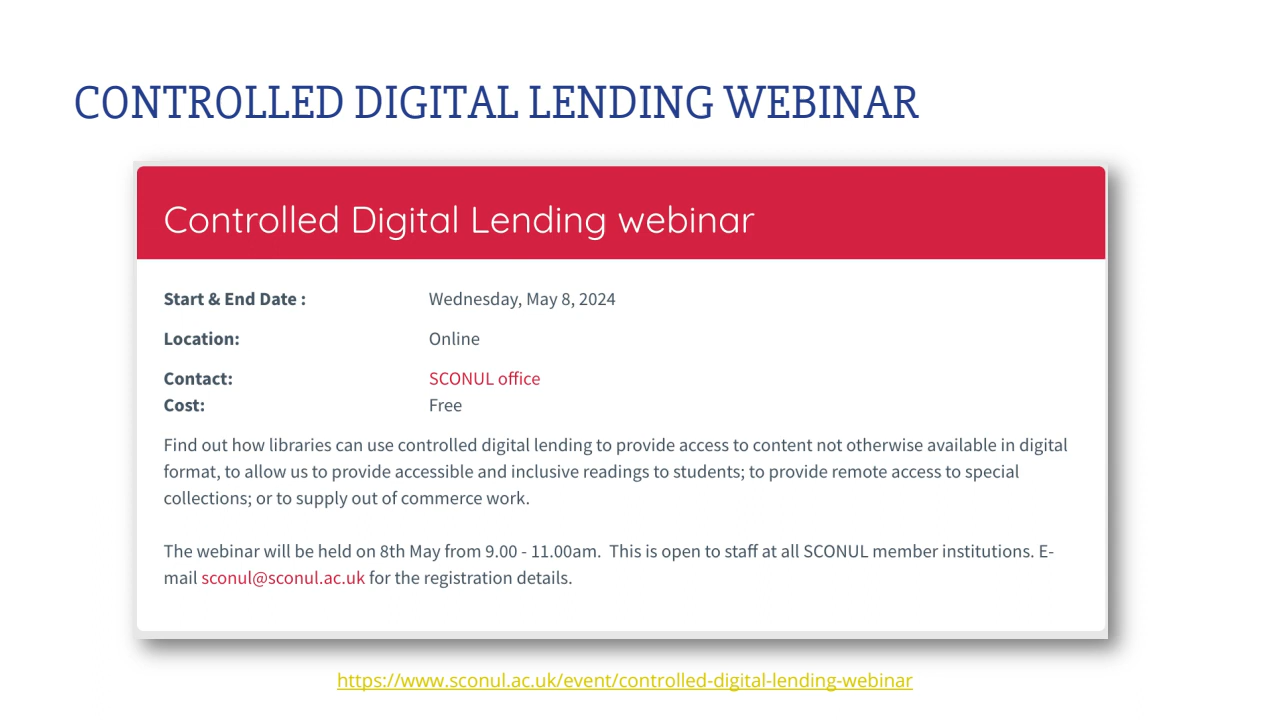 CONTROLLED DIGITAL LENDING WEBINAR
Controlled Digital Lending webinar
Start & End Date : Wednesday, May 8, 2024
Location: Online
Contact: SCONUL office
Cost: Free
Find out how libraries can use controlled digital lending to provide access to content not otherwise available in digital
format, to allow us to provide accessible and inclusive readings to students; to provide remote access to special
collections; or to supply out of commerce work.
The webinar will be held on 8th May from 9.00 - 11.00am.  This is open to staff at all SCONUL member institutions. E-
mail sconul@sconul.ac.uk for the registration details.
https://www.sconul.ac.uk/event/controlled-digital-lending-webinar